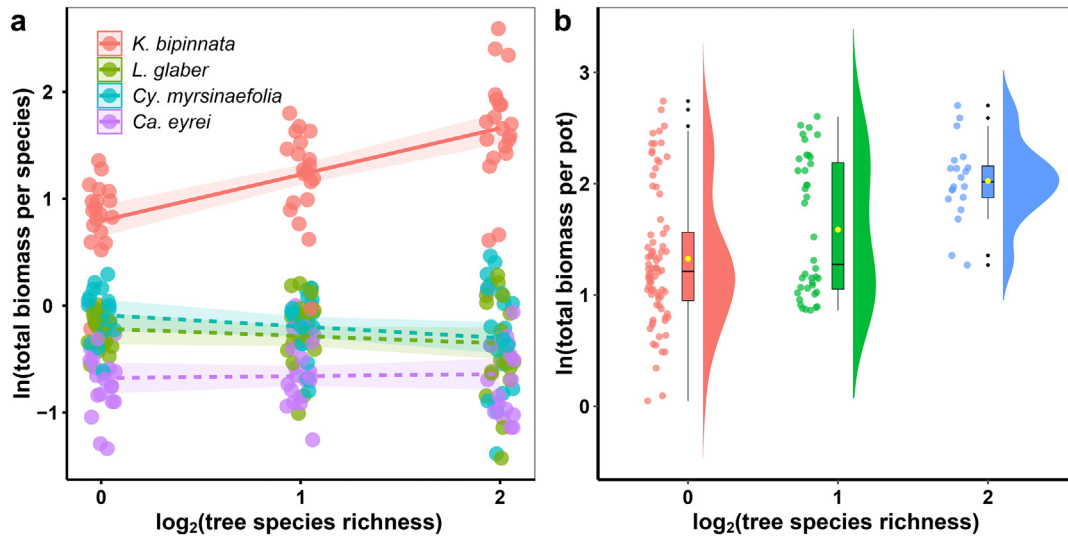 a
K. bipinnata
L. glaber
Cy. myrsinaefolia
Ca. eyrei
2
1
0
−1
ln(total biomass per species)
0 1 2
log₂(tree species richness)
b
3
2
1
0
ln(total biomass per pot)
0 1 2
log₂(tree species richness)